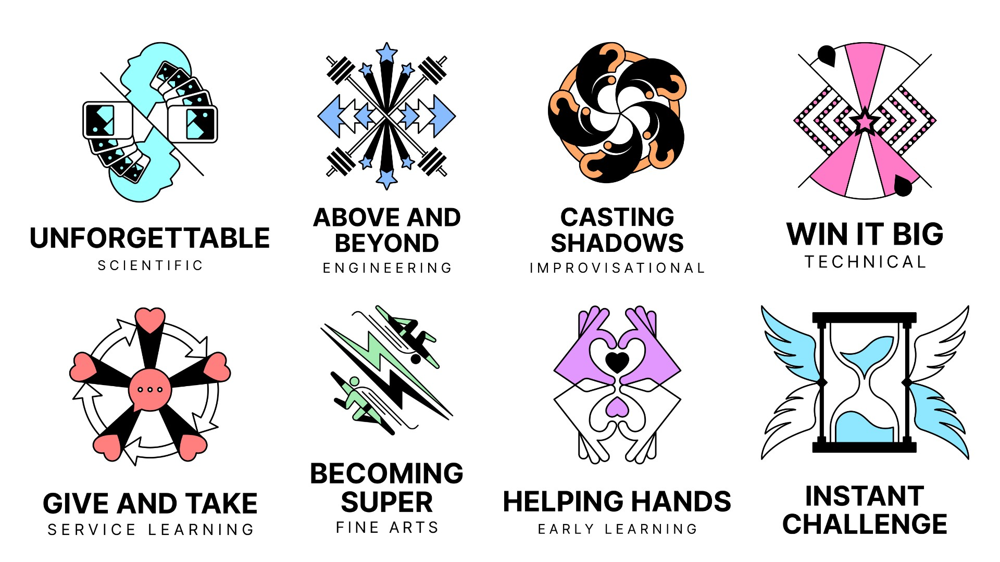 UNFORGETTABLE
SCIENTIFIC
ABOVE AND
BEYOND
ENGINEERING
CASTING
SHADOWS
IMPROVISATIONAL
WIN IT BIG
TECHNICAL
GIVE AND TAKE
SERVICE LEARNING
BECOMING
SUPER
FINE ARTS
HELPING HANDS
EARLY LEARNING
INSTANT
CHALLENGE